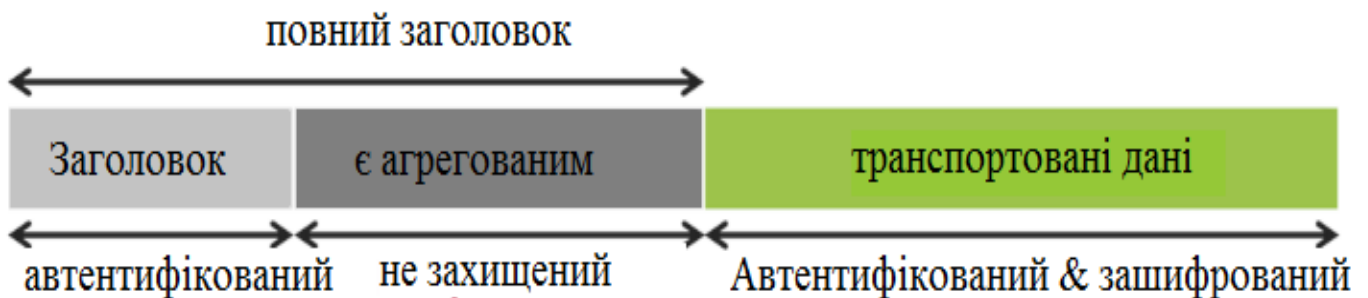 повний заголовок
Заголовок є агрегованим транспортовані дані
автентифікований не захищений Автентифікований & зашифрований